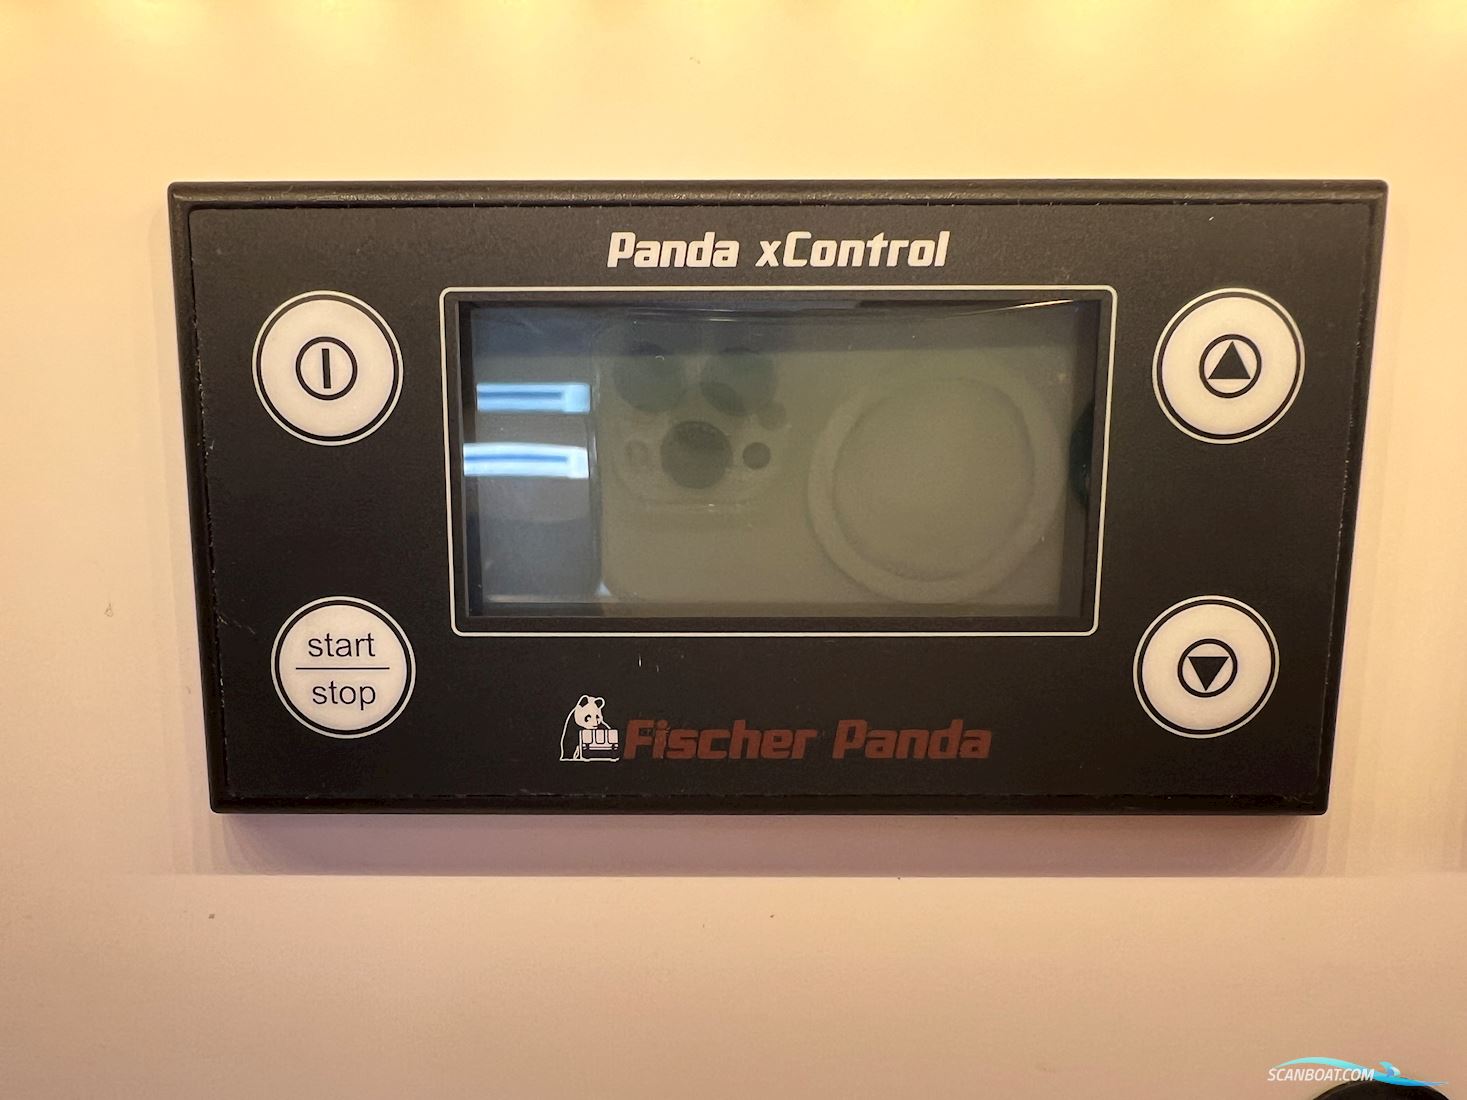 Panda xControl
start
stop
Fischer Panda
SCANBOAT.COM